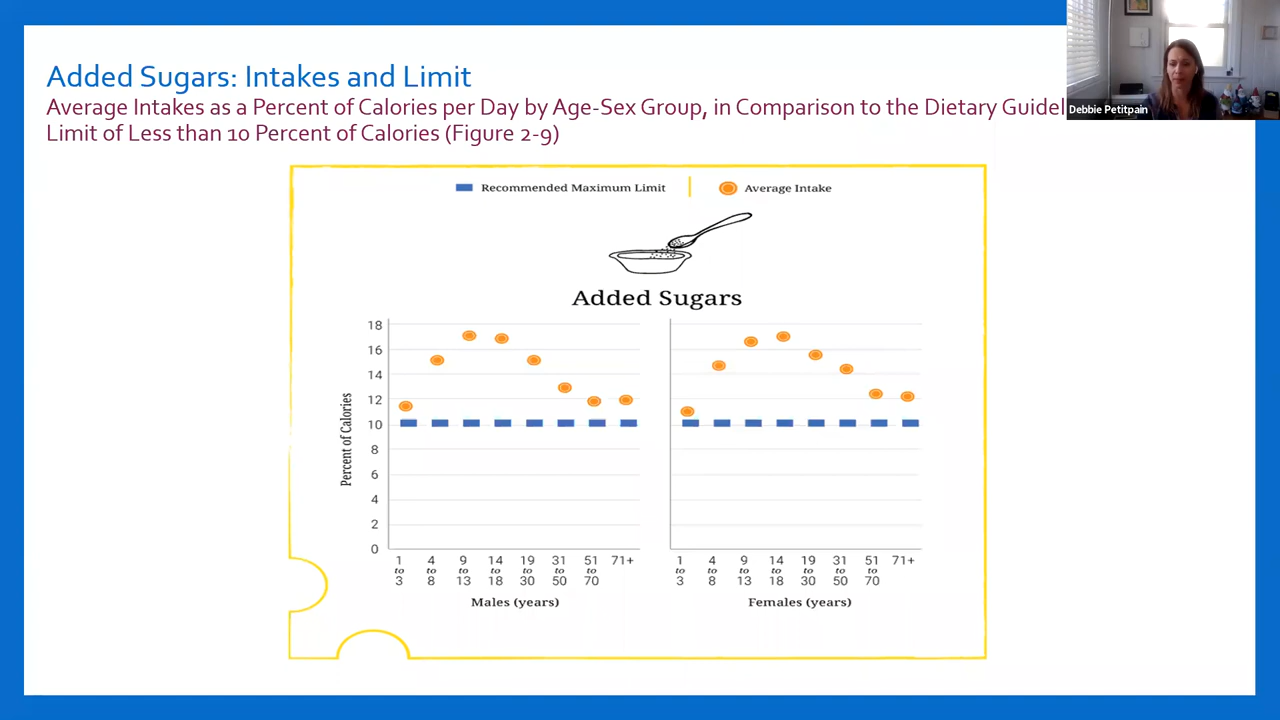 Added Sugars: Intakes and Limit
Average Intakes as a Percent of Calories per Day by Age-Sex Group, in Comparison to the Dietary Guidel
Limit of Less than 10 Percent of Calories (Figure 2-9)
Debbie Petitpain
Recommended Maximum Limit
Average Intake
Added Sugars
Percent of Calories
18
16
14
12
10
8
6
4
2
0
1 to 3
4 to 8
9 to 13
14 to 18
19 to 30
31 to 50
51 to 70
71+
Males (years)
1 to 3
4 to 8
9 to 13
14 to 18
19 to 30
31 to 50
51 to 70
71+
Females (years)